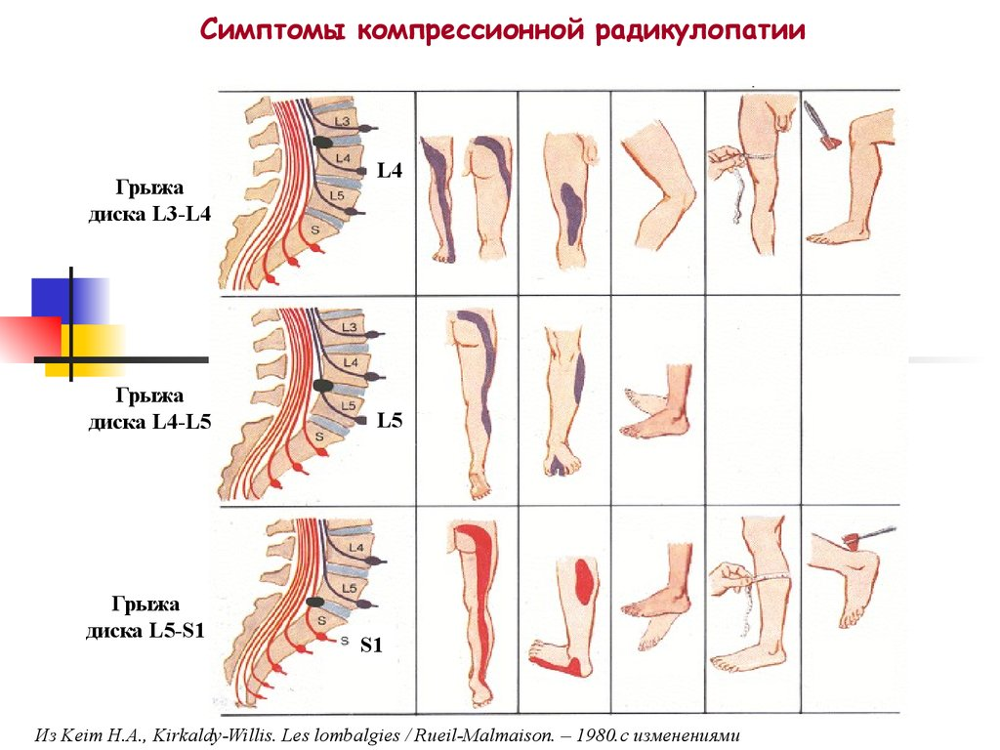 Симптомы компрессионной радикулопатии
Грыжа
диска L3-L4
L3
L4
L5
S
L4
Грыжа
диска L4-L5
L3
L4
L5
S
L5
Грыжа
диска L5-S1
L4
L5
S
S
S1
Из Keim H.A., Kirkaldy-Willis. Les lombalgies / Rueil-Malmaison. – 1980.с изменениями